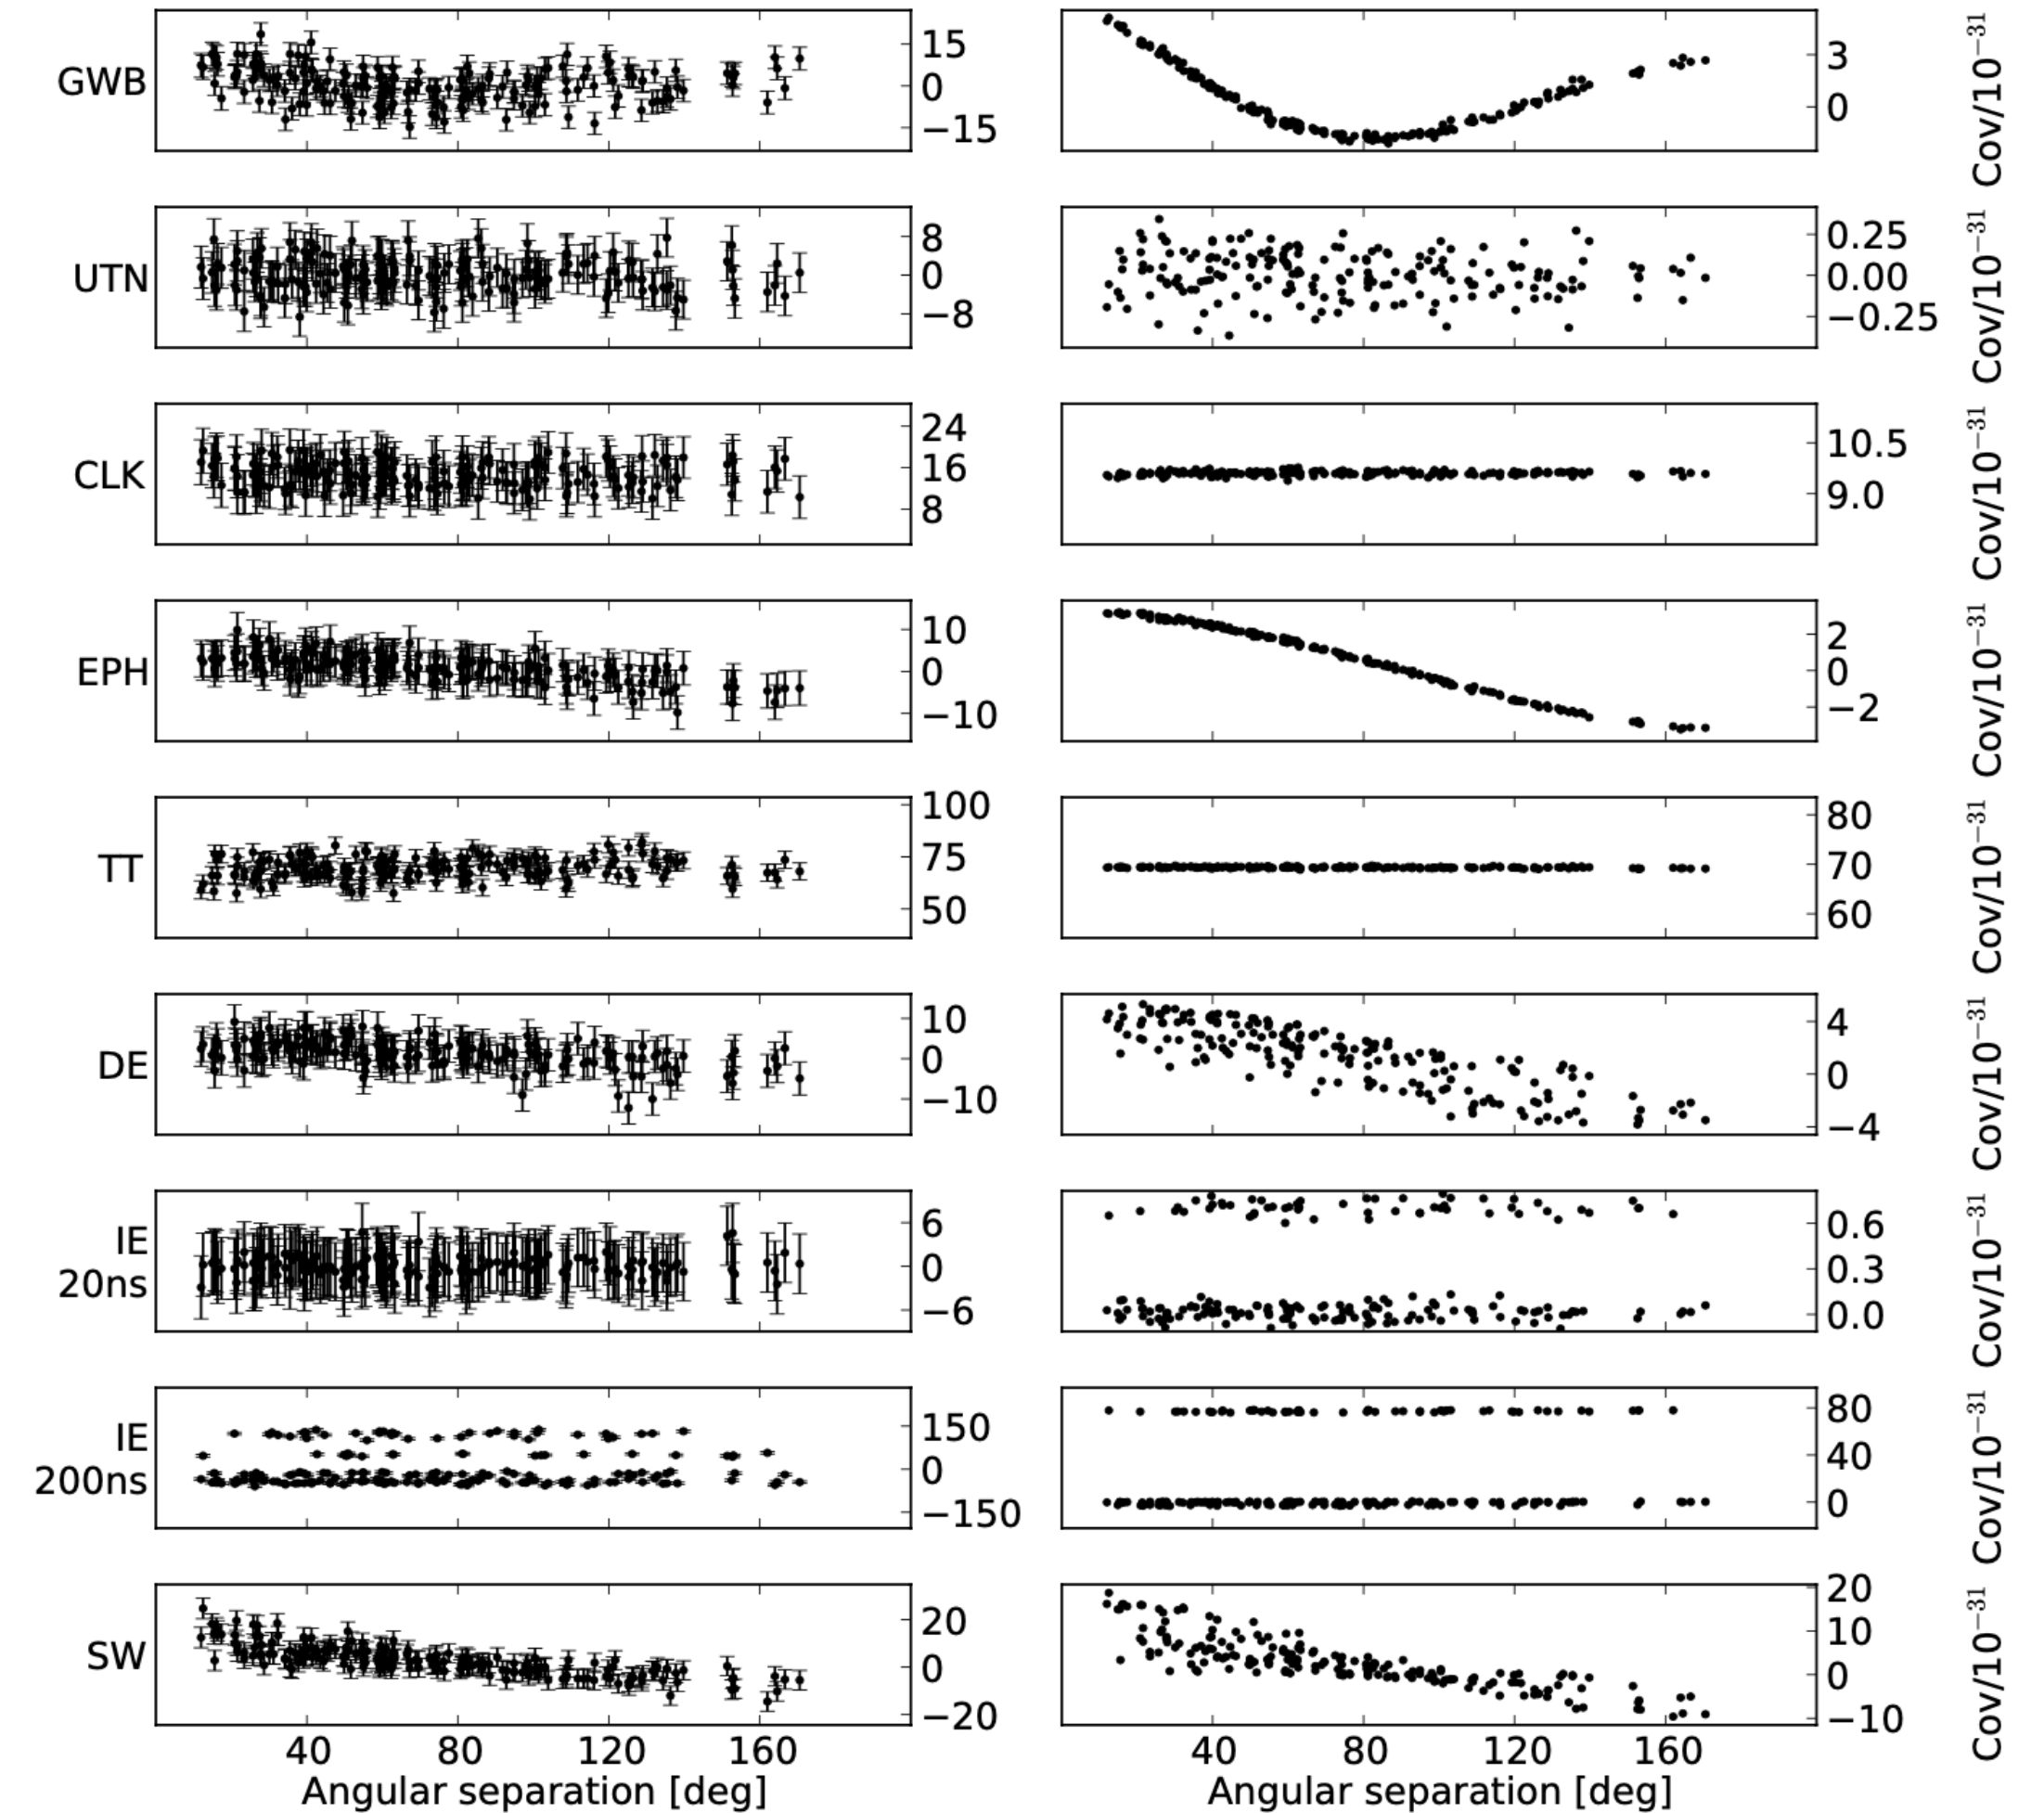 GWB
15
0
−15
3
0
Cov/10−31
UTN
8
0
−8
0.25
0.00
−0.25
Cov/10−31
CLK
24
16
8
10.5
9.0
Cov/10−31
EPH
10
0
−10
2
0
−2
Cov/10−31
TT
100
75
50
80
70
60
Cov/10−31
DE
10
0
−10
4
0
−4
Cov/10−31
IE
20ns
6
0
−6
0.6
0.3
0.0
Cov/10−31
IE
200ns
150
0
−150
80
40
0
Cov/10−31
SW
20
0
−20
20
10
0
−10
Cov/10−31
40 80 120 160
Angular separation [deg]
40 80 120 160
Angular separation [deg]